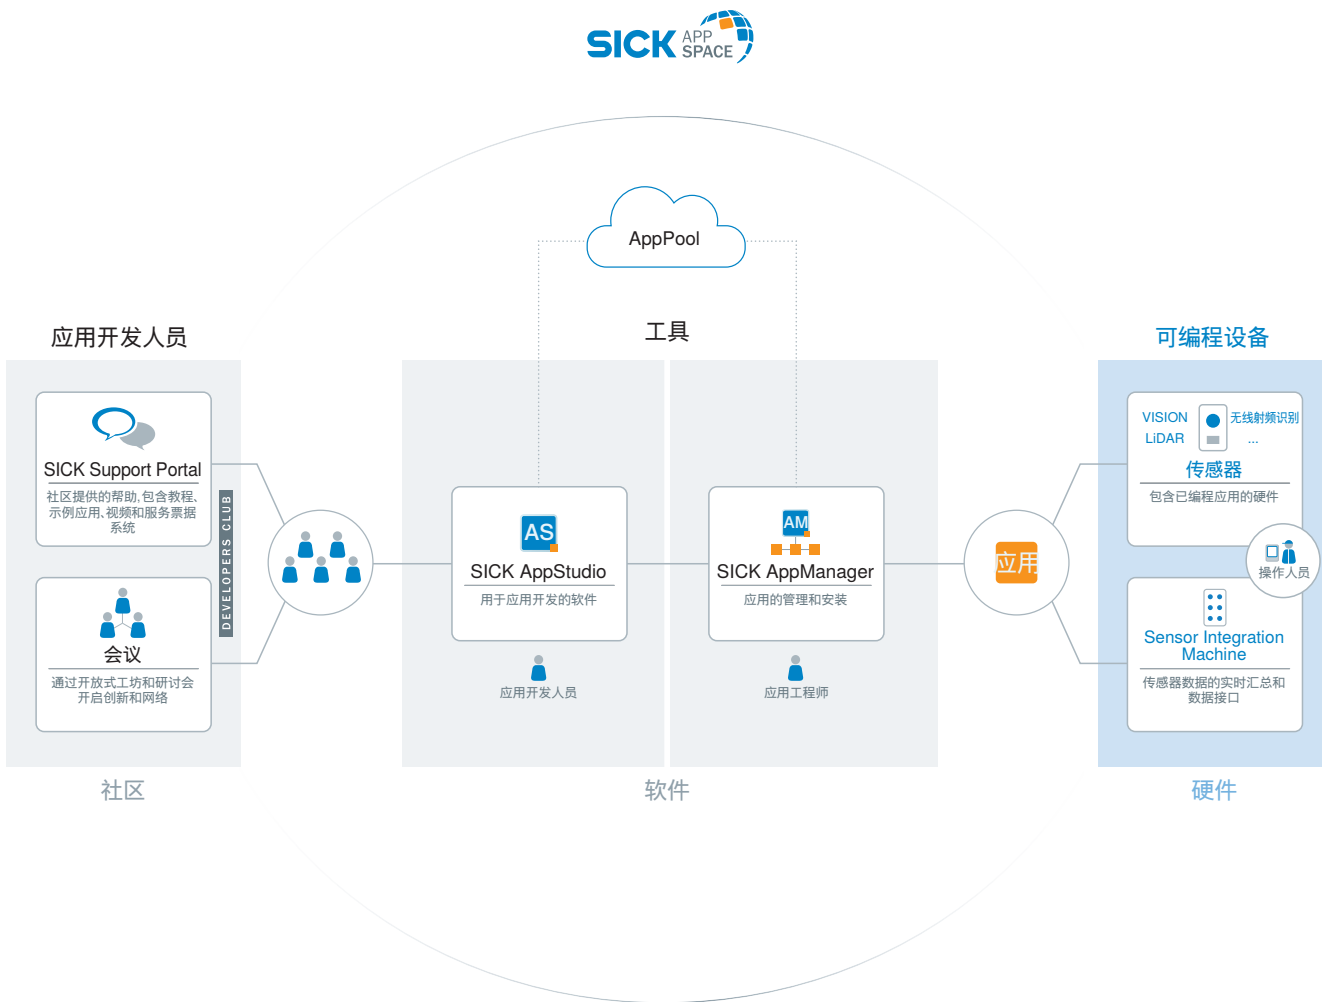 SICK APP
SPACE
AppPool
应用开发人员
工具
可编程设备
SICK Support Portal
社区提供的帮助,包含教程、
示例应用、视频和服务票据
系统
会议
通过开放式工坊和研讨会
开启创新和网络
DEVELOPERS CLUB
AS
SICK AppStudio
用于应用开发的软件
应用开发人员
AM
SICK AppManager
应用的管理和安装
应用工程师
应用
VISION
无线射频识别
LiDAR
...
传感器
包含已编程应用的硬件
操作人员
Sensor Integration
Machine
传感器数据的实时汇总和
数据接口
社区
软件
硬件